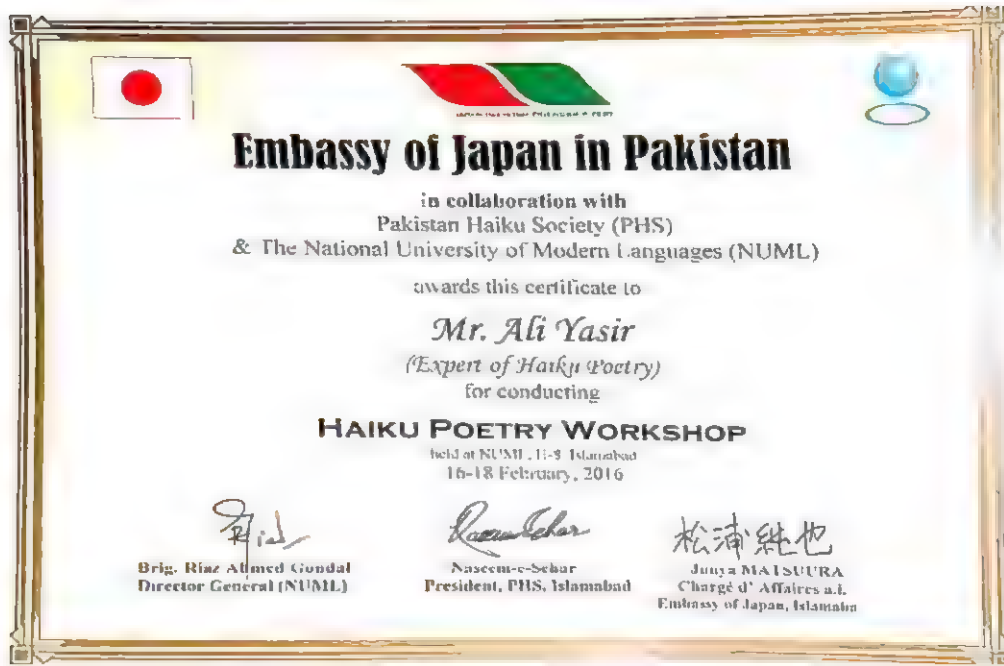 Embassy of Japan in Pakistan
in collaboration with
Pakistan Haiku Society (PHS)
& The National University of Modern Languages (NUML)
awards this certificate to
Mr. Ali Yasir
(Expert of Haiku Poetry)
for conducting
HAIKU POETRY WORKSHOP
held at NUML, H-8 Islamabad
16-18 February, 2016
松浦純也
Brig. Riaz Ahmed Gondal
Director General (NUML)
Naseem-e-Sehar
President, PHS, Islamabad
Junya MATSUURA
Chargé d' Affaires a.i.
Embassy of Japan, Islamaba